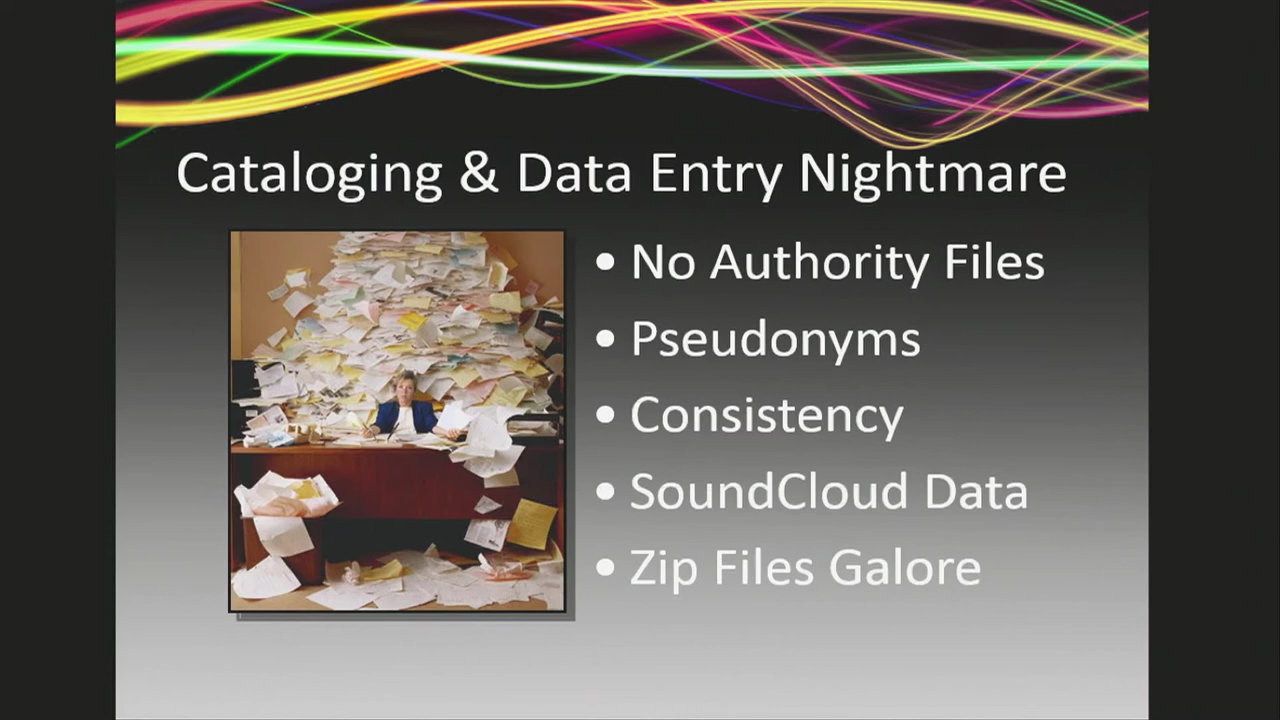 Cataloging & Data Entry Nightmare
• No Authority Files
• Pseudonyms
• Consistency
• SoundCloud Data
• Zip Files Galore